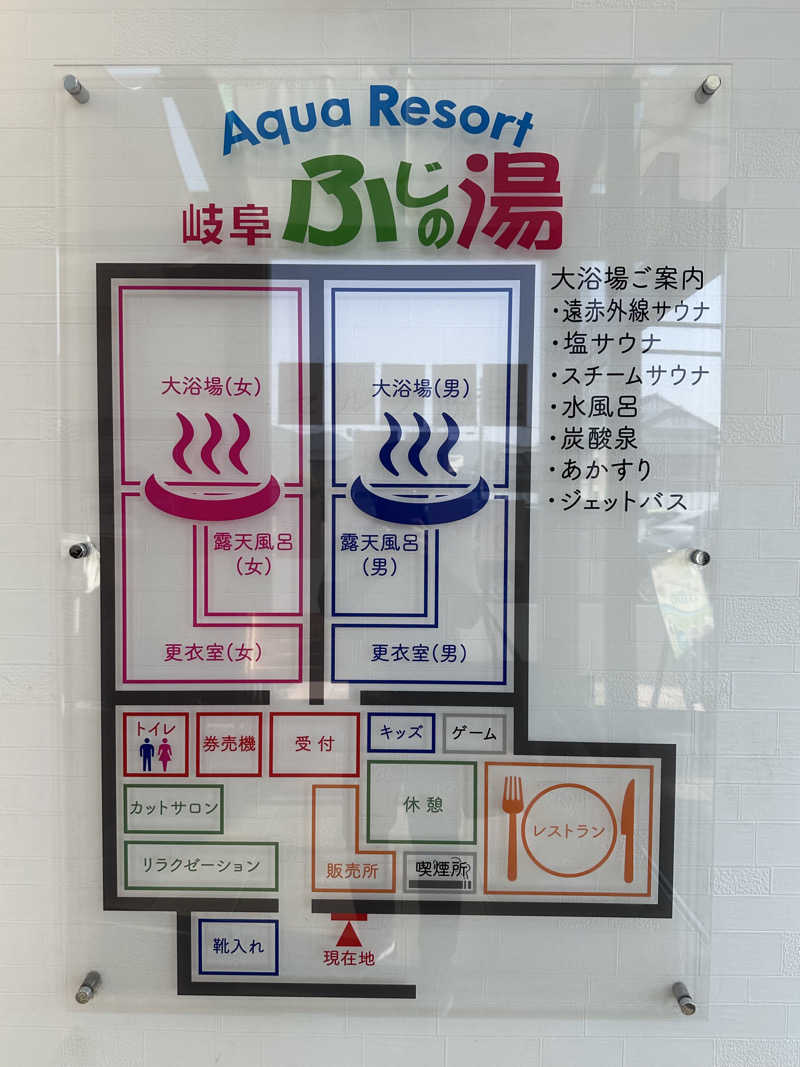 Aqua Resort
岐阜 ふじの湯
大浴場ご案内
・遠赤外線サウナ
・塩サウナ
・スチームサウナ
・水風呂
・炭酸泉
・あかすり
・ジェットバス
大浴場(女)
大浴場(男)
露天風呂
(女)
露天風呂
(男)
更衣室(女)
更衣室(男)
トイレ
券売機
受付
キッズ
ゲーム
カットサロン
休憩
レストラン
リラクゼーション
販売所
喫煙所
靴入れ
現在地